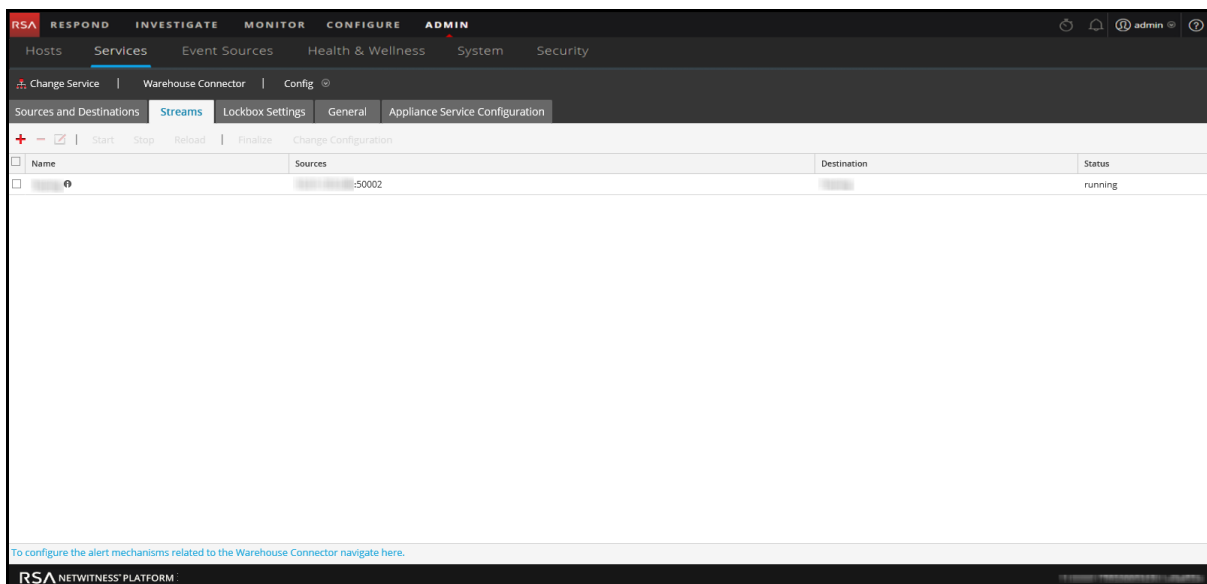 RSA RESPOND INVESTIGATE MONITOR CONFIGURE ADMIN admin ?
Hosts Services Event Sources Health & Wellness System Security
Change Service | Warehouse Connector | Config
Sources and Destinations Streams Lockbox Settings General Appliance Service Configuration
Start Stop Reload | Finalize Change Configuration
Name Sources Destination Status
:50002 running
To configure the alert mechanisms related to the Warehouse Connector navigate here.
RSA NETWITNESS® PLATFORM